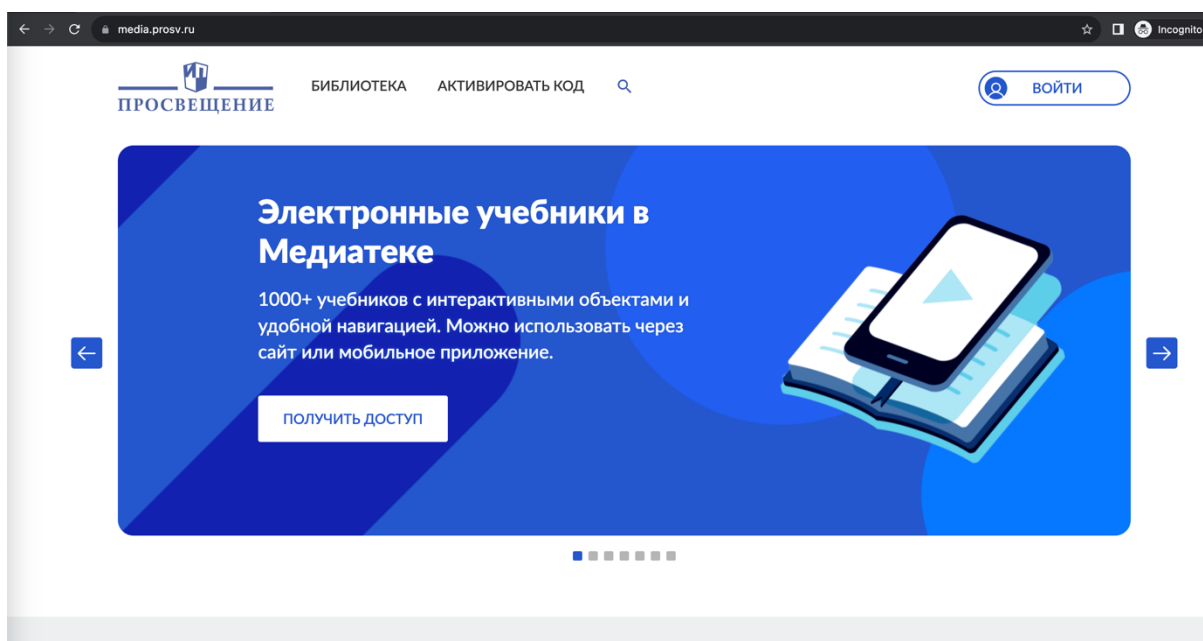 media.prosv.ru
Incognito
ИП
ПРОСВЕЩЕНИЕ
БИБЛИОТЕКА
АКТИВИРОВАТЬ КОД
ВОЙТИ
Электронные учебники в
Медиатеке
1000+ учебников с интерактивными объектами и
удобной навигацией. Можно использовать через
сайт или мобильное приложение.
ПОЛУЧИТЬ ДОСТУП